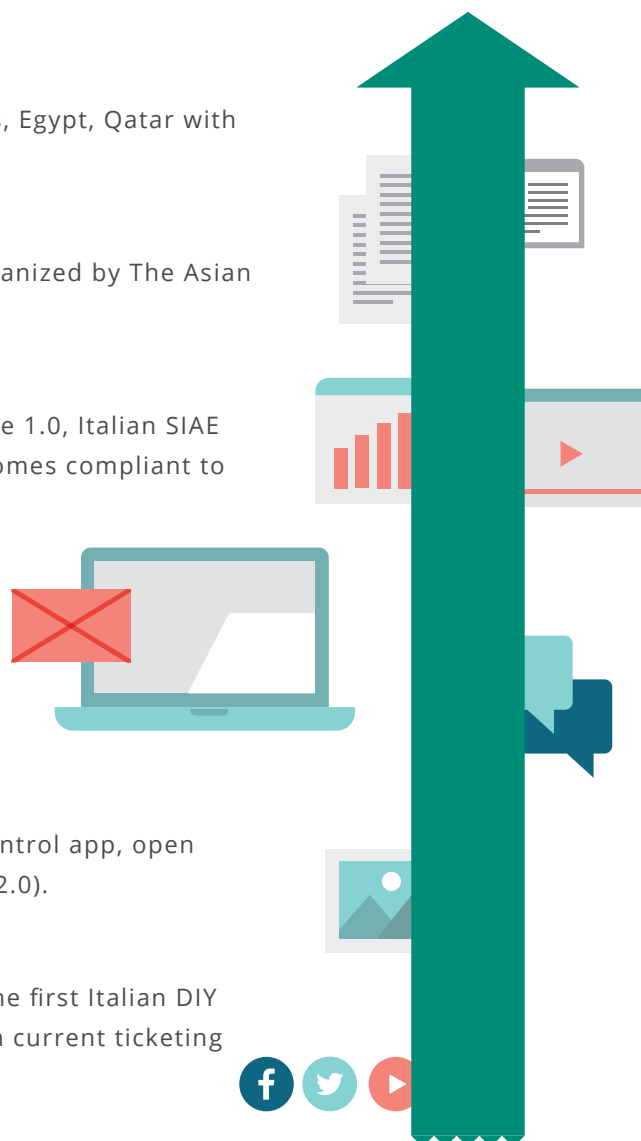 , Egypt, Qatar with
anized by The Asian
e 1.0, Italian SIAE
omes compliant to
ntrol app, open
2.0).
ne first Italian DIY
n current ticketing